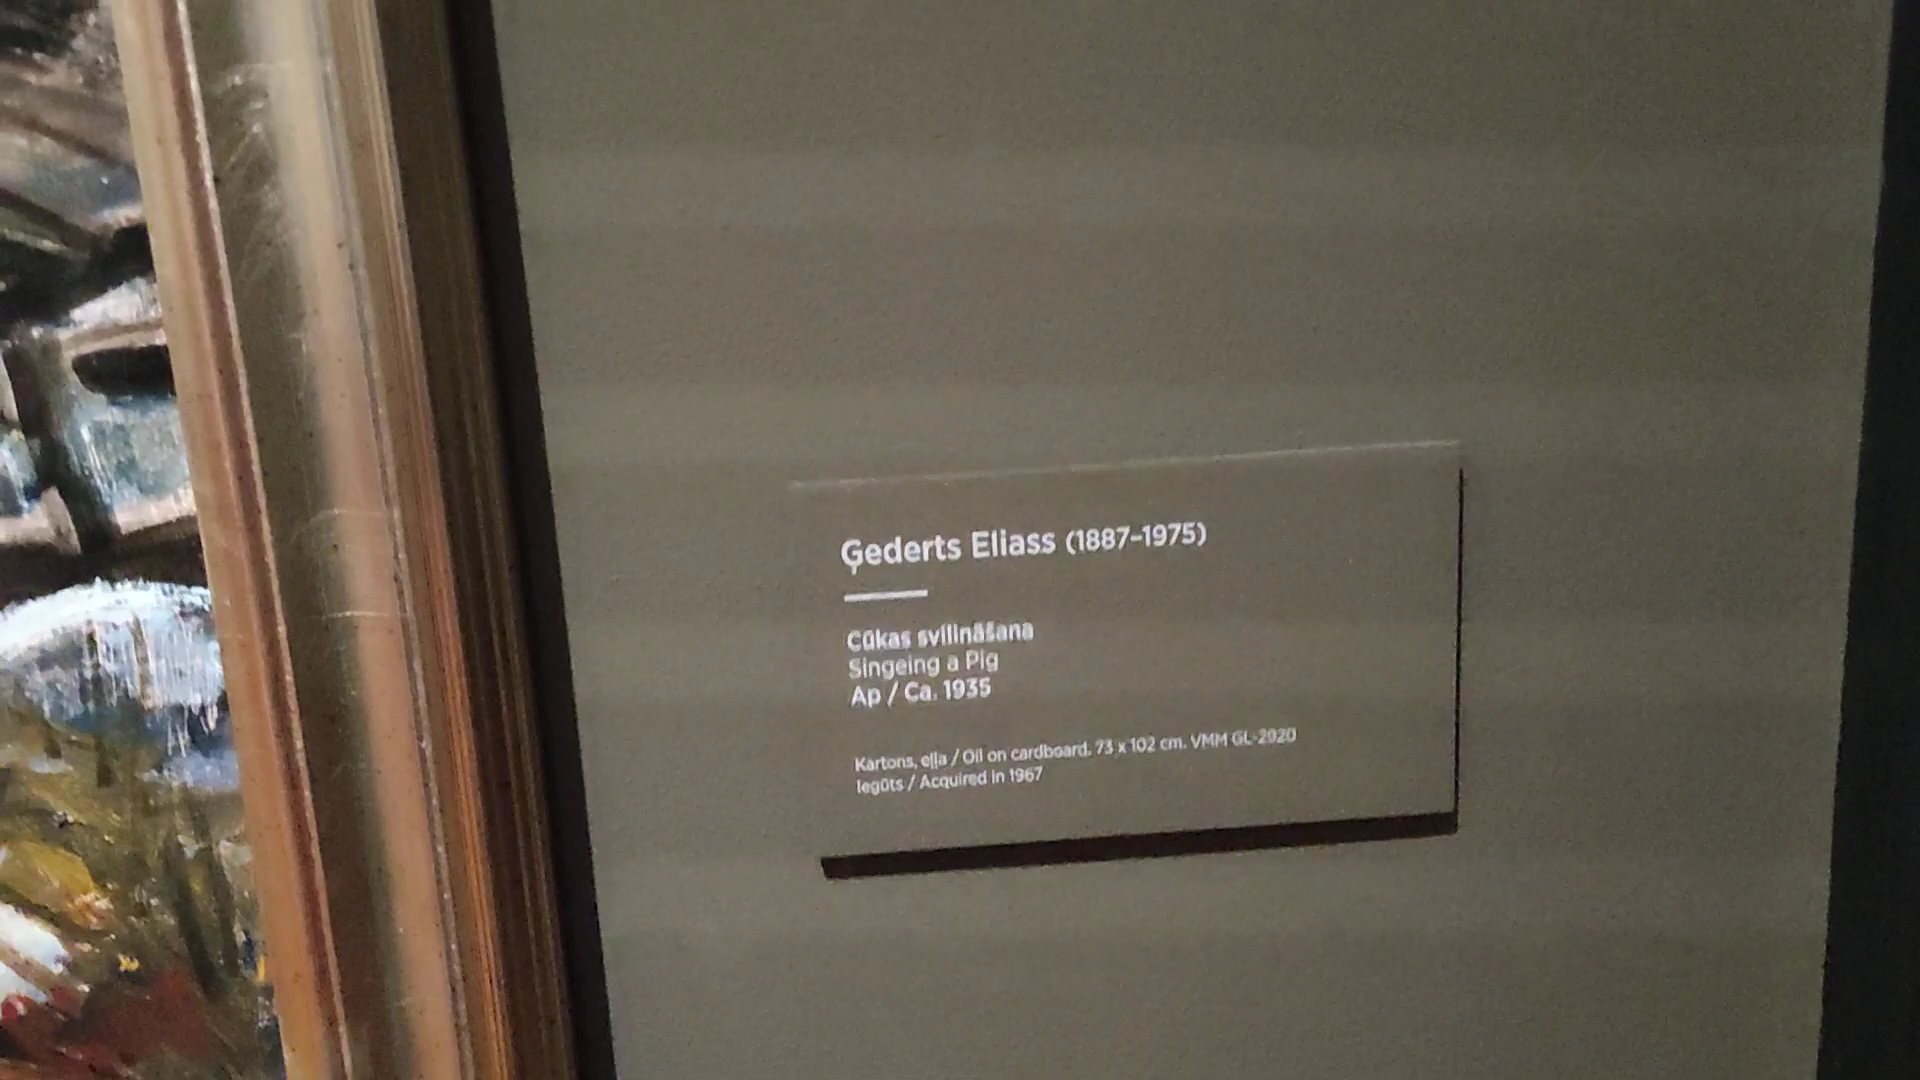 Ģederts Eliass (1887–1975)
Cūkas svilināšana
Singeing a Pig
Ap / Ca. 1935
Kartons, eļļa / Oil on cardboard. 73 x 102 cm. VMM GL-2920
Iegūts / Acquired in 1967